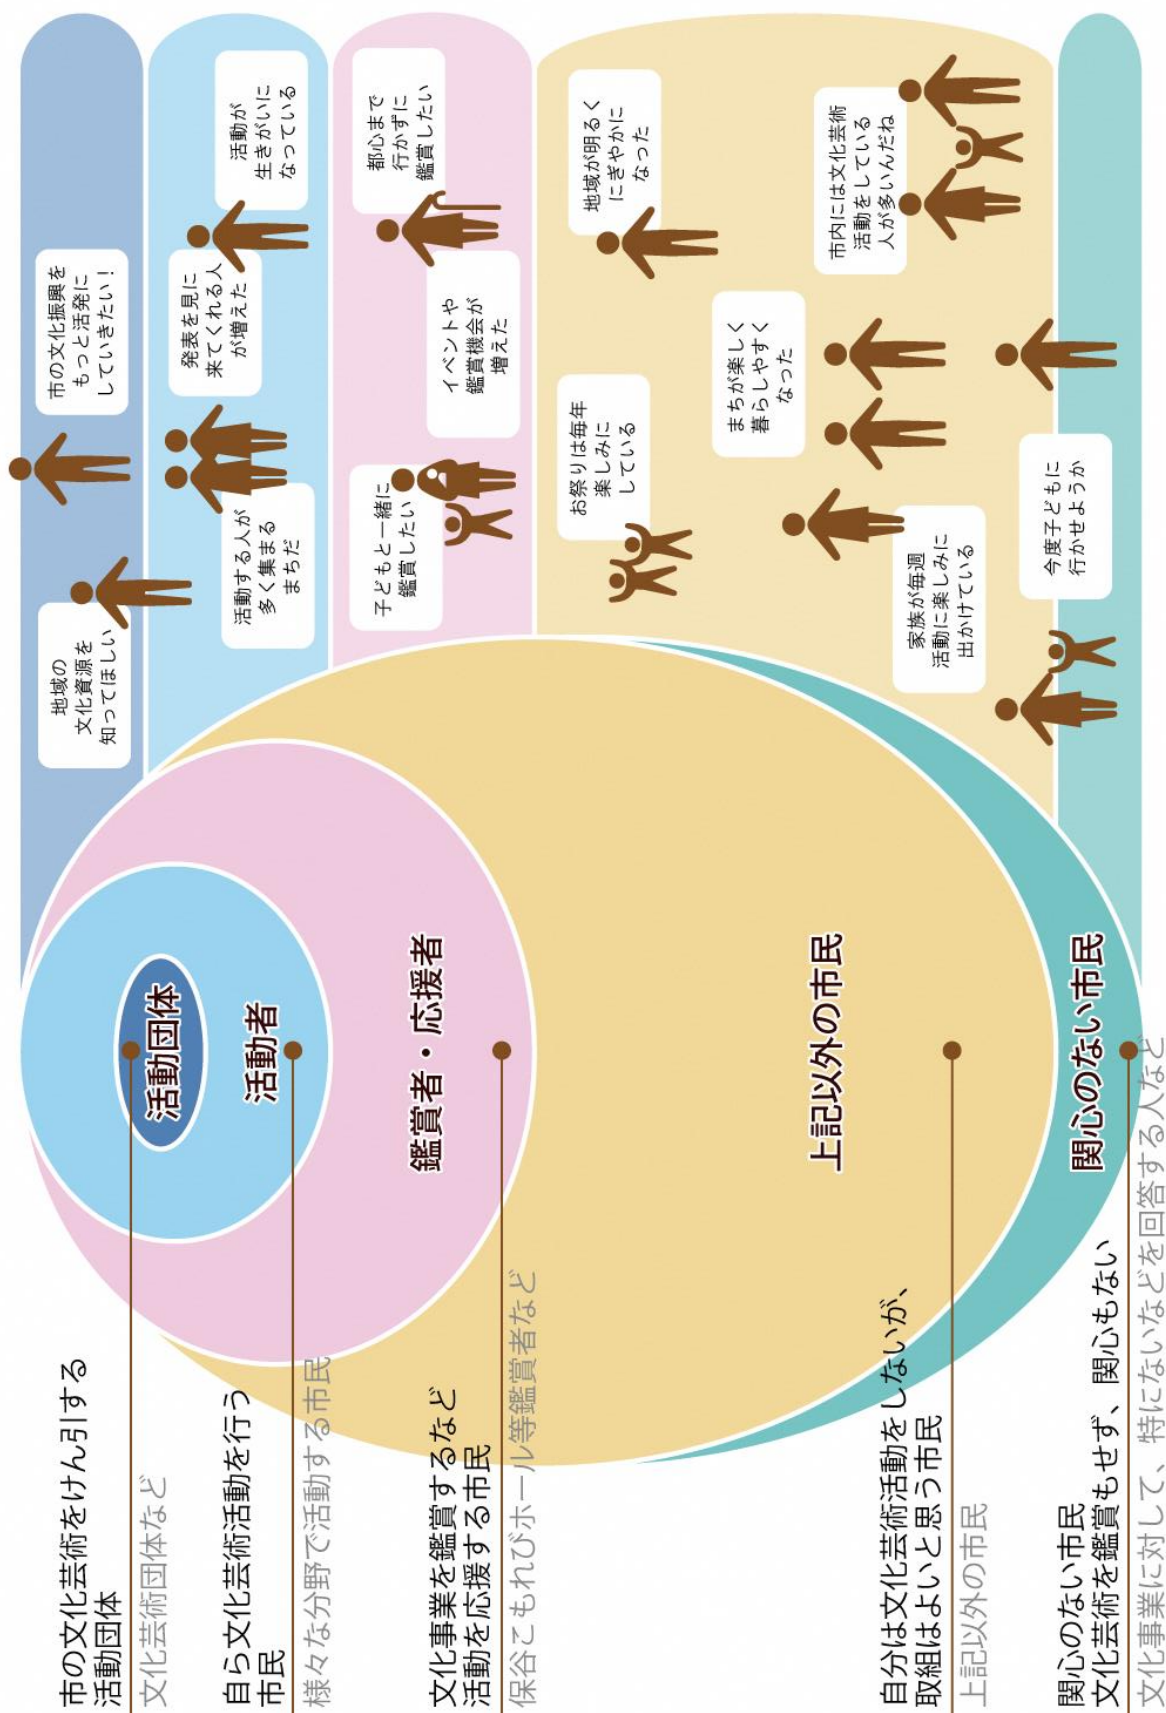 市の文化芸術をけん引する
活動団体
文化芸術団体など
自ら文化芸術活動を行う
市民
様々な分野で活動する市民
文化事業を鑑賞するなど
活動を応援する市民
保谷こもれびホール等鑑賞者など
自分は文化芸術活動をしないが、
取組はよいと思う市民
上記以外の市民
関心のない市民
文化芸術を鑑賞もせず、関心もない
文化事業に対して、特にないなどを回答する人など
活動団体
活動者
鑑賞者・応援者
上記以外の市民
関心のない市民
地域の
文化資源を
知ってほしい
市の文化振興を
もっと活発に
していきたい！
活動する人が
多く集まる
まちだ
発表を見に
来てくれる人
が増えた
活動が
生きがいに
なっている
子どもと一緒に
鑑賞したい
イベントや
鑑賞機会が
増えた
都心まで
行かずに
鑑賞したい
お祭りは毎年
楽しみに
している
地域が明るく
にぎやかに
なった
まちが楽しく
暮らしやすく
なった
市内には文化芸術
活動をしている
人が多いんだね
家族が毎週
活動に楽しみに
出かけている
今度子どもに
行かせようか